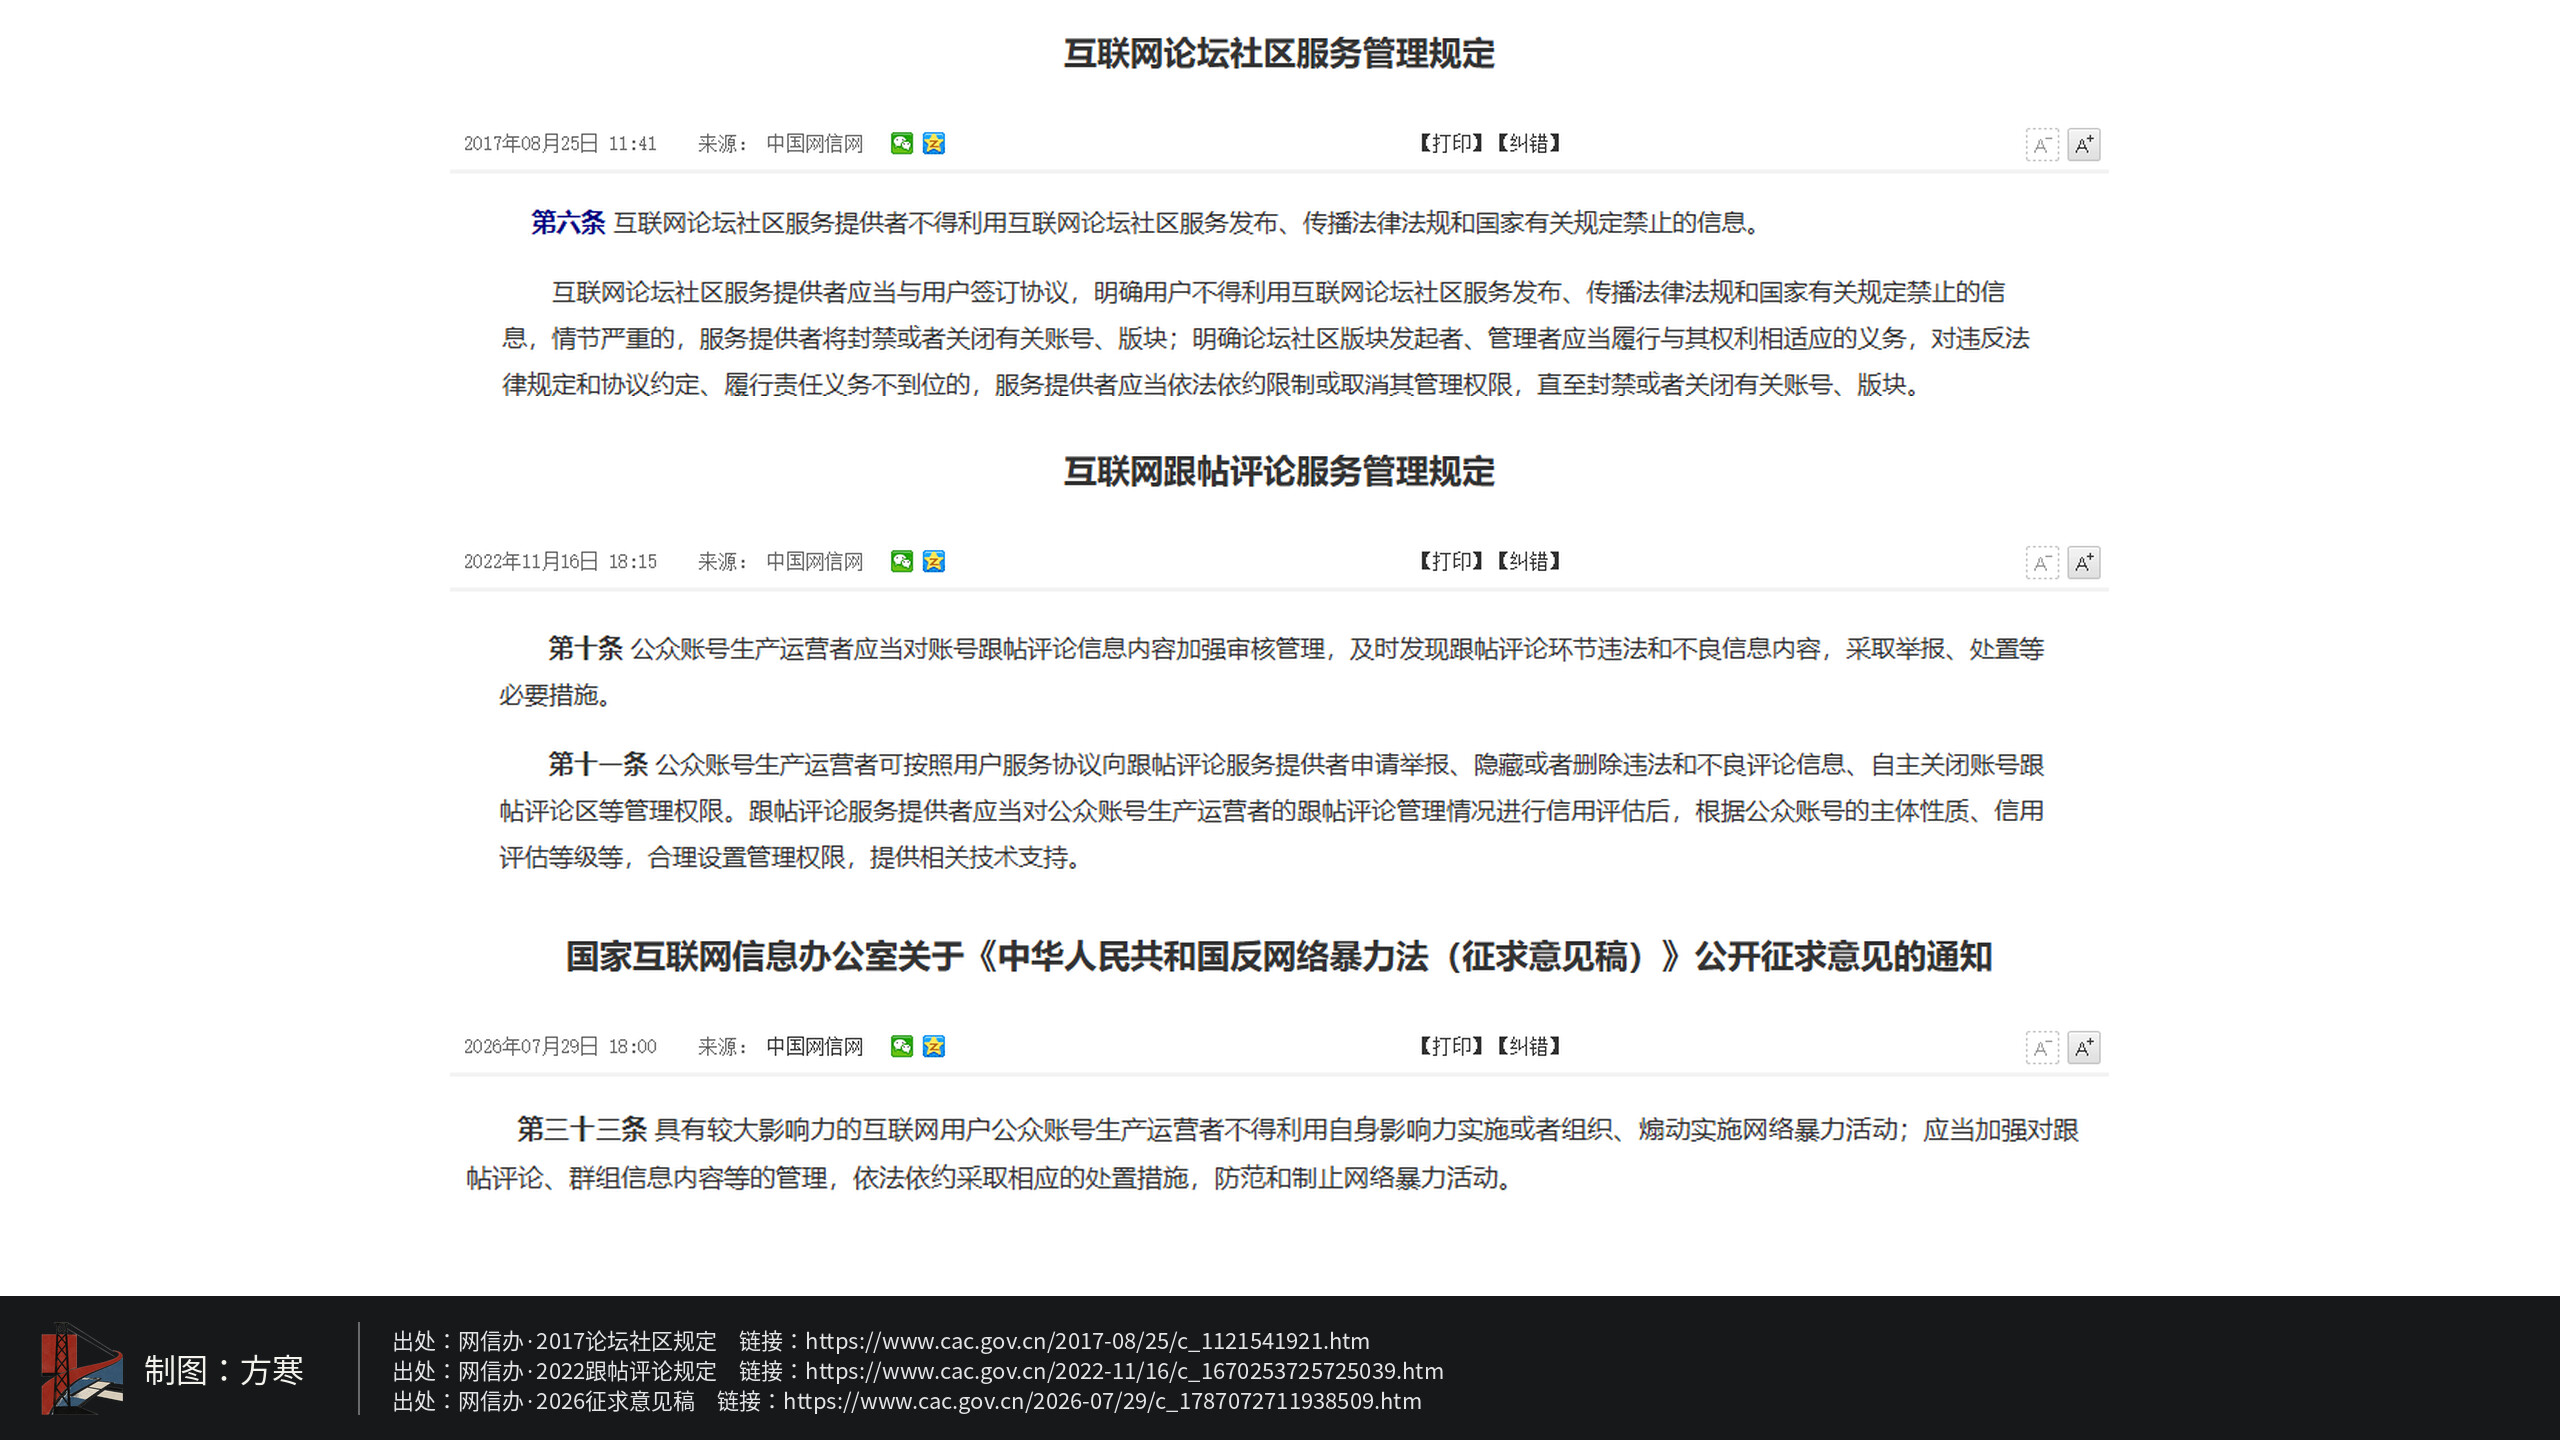 互联网论坛社区服务管理规定
2017年08月25日 11:41 来源： 中国网信网 【打印】【纠错】 A- A+
第六条 互联网论坛社区服务提供者不得利用互联网论坛社区服务发布、传播法律法规和国家有关规定禁止的信息。
互联网论坛社区服务提供者应当与用户签订协议，明确用户不得利用互联网论坛社区服务发布、传播法律法规和国家有关规定禁止的信
息，情节严重的，服务提供者将封禁或者关闭有关账号、版块；明确论坛社区版块发起者、管理者应当履行与其权利相适应的义务，对违反法
律规定和协议约定、履行责任义务不到位的，服务提供者应当依法依约限制或取消其管理权限，直至封禁或者关闭有关账号、版块。
互联网跟帖评论服务管理规定
2022年11月16日 18:15 来源： 中国网信网 【打印】【纠错】 A- A+
第十条 公众账号生产运营者应当对账号跟帖评论信息内容加强审核管理，及时发现跟帖评论环节违法和不良信息内容，采取举报、处置等
必要措施。
第十一条 公众账号生产运营者可按照用户服务协议向跟帖评论服务提供者申请举报、隐藏或者删除违法和不良评论信息、自主关闭账号跟
帖评论区等管理权限。跟帖评论服务提供者应当对公众账号生产运营者的跟帖评论管理情况进行信用评估后，根据公众账号的主体性质、信用
评估等级等，合理设置管理权限，提供相关技术支持。
国家互联网信息办公室关于《中华人民共和国反网络暴力法（征求意见稿）》公开征求意见的通知
2026年07月29日 18:00 来源： 中国网信网 【打印】【纠错】 A- A+
第三十三条 具有较大影响力的互联网用户公众账号生产运营者不得利用自身影响力实施或者组织、煽动实施网络暴力活动；应当加强对跟
帖评论、群组信息内容等的管理，依法依约采取相应的处置措施，防范和制止网络暴力活动。
制图：方寒
出处：网信办·2017论坛社区规定 链接：https://www.cac.gov.cn/2017-08/25/c_1121541921.htm
出处：网信办·2022跟帖评论规定 链接：https://www.cac.gov.cn/2022-11/16/c_1670253725725039.htm
出处：网信办·2026征求意见稿 链接：https://www.cac.gov.cn/2026-07/29/c_1787072711938509.htm